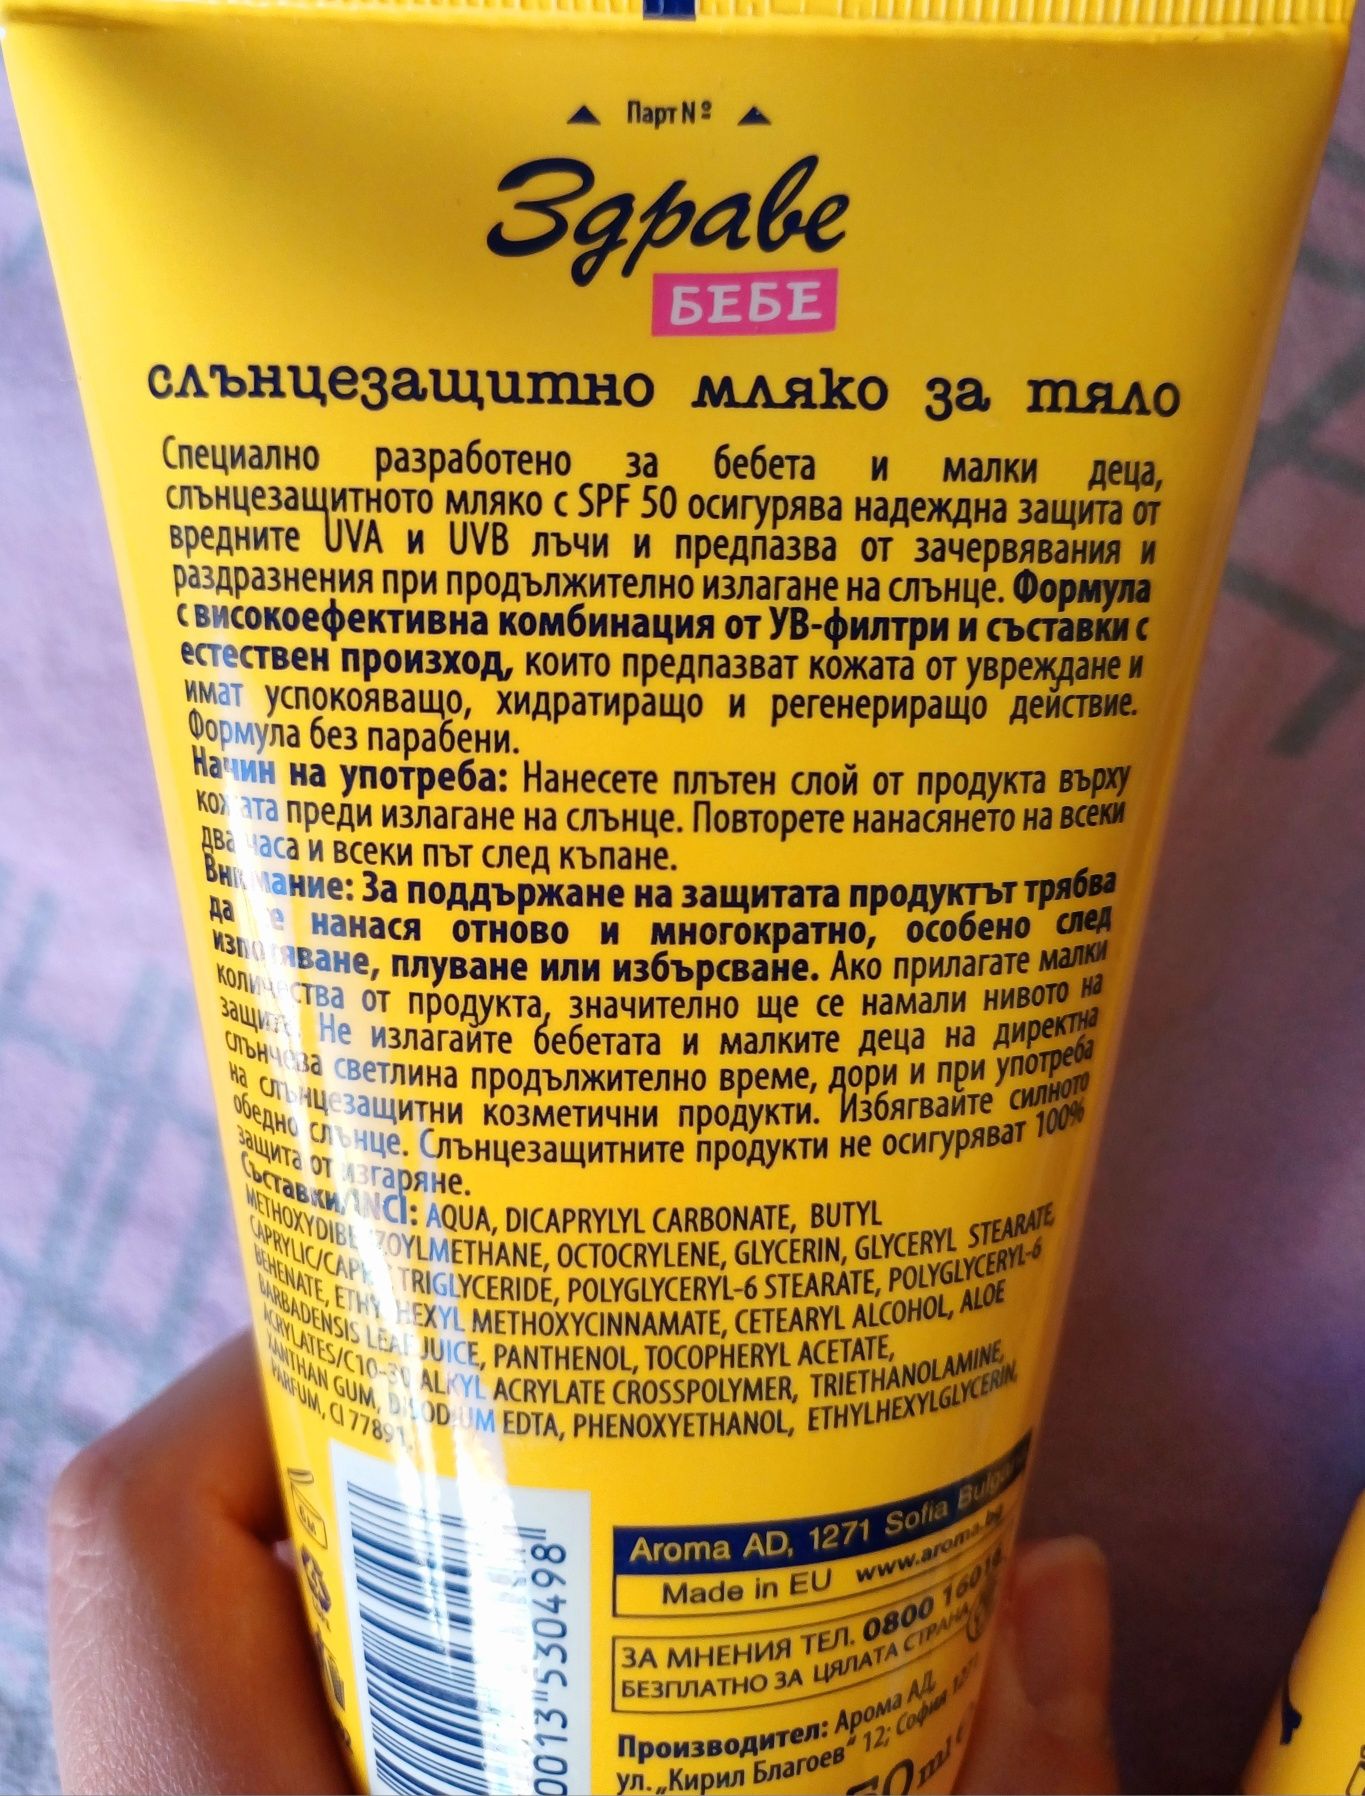 Парт №
Здраве
БЕБЕ
слънцезащитно мляко за тяло
Специално разработено за бебета и малки деца,
слънцезащитното мляко с SPF 50 осигурява надеждна защита от
вредните UVA и UVB лъчи и предпазва от зачервявания и
раздразнения при продължително излагане на слънце. Формула
с високоефективна комбинация от УВ-филтри и съставки с
естествен произход, които предпазват кожата от увреждане и
имат успокояващо, хидратиращо и регенериращо действие.
Формула без парабени.
Начин на употреба: Нанесете плътен слой от продукта върху
кожата преди излагане на слънце. Повторете нанасянето на всеки
два часа и всеки път след къпане.
Внимание: За поддържане на защитата продуктът трябва
да се нанася отново и многократно, особено след
изпотяване, плуване или избърсване. Ако прилагате малки
количества от продукта, значително ще се намали нивото на
защита. Не излагайте бебетата и малките деца на директна
слънчева светлина продължително време, дори и при употреба
на слънцезащитни козметични продукти. Избягвайте силното
обедно слънце. Слънцезащитните продукти не осигуряват 100%
защита от изгаряне.
Съставки/INCI: AQUA, DICAPRYLYL CARBONATE, BUTYL
METHOXYDIBENZOYLMETHANE, OCTOCRYLENE, GLYCERIN, GLYCERYL STEARATE,
CAPRYLIC/CAPRIC TRIGLYCERIDE, POLYGLYCERYL-6 STEARATE, POLYGLYCERYL-6
BEHENATE, ETHYLHEXYL METHOXYCINNAMATE, CETEARYL ALCOHOL, ALOE
BARBADENSIS LEAF JUICE, PANTHENOL, TOCOPHERYL ACETATE,
ACRYLATES/C10-30 ALKYL ACRYLATE CROSSPOLYMER, TRIETHANOLAMINE,
XANTHAN GUM, DISODIUM EDTA, PHENOXYETHANOL, ETHYLHEXYLGLYCERIN,
PARFUM, CI 77891.
6M
Aroma AD, 1271 Sofia Bulgaria
Made in EU www.aroma.bg
ЗА МНЕНИЯ ТЕЛ. 0800 16016
БЕЗПЛАТНО ЗА ЦЯЛАТА СТРАНА
Производител: Арома АД,
ул. „Кирил Благоев" 12; София
ml
0013"530498"